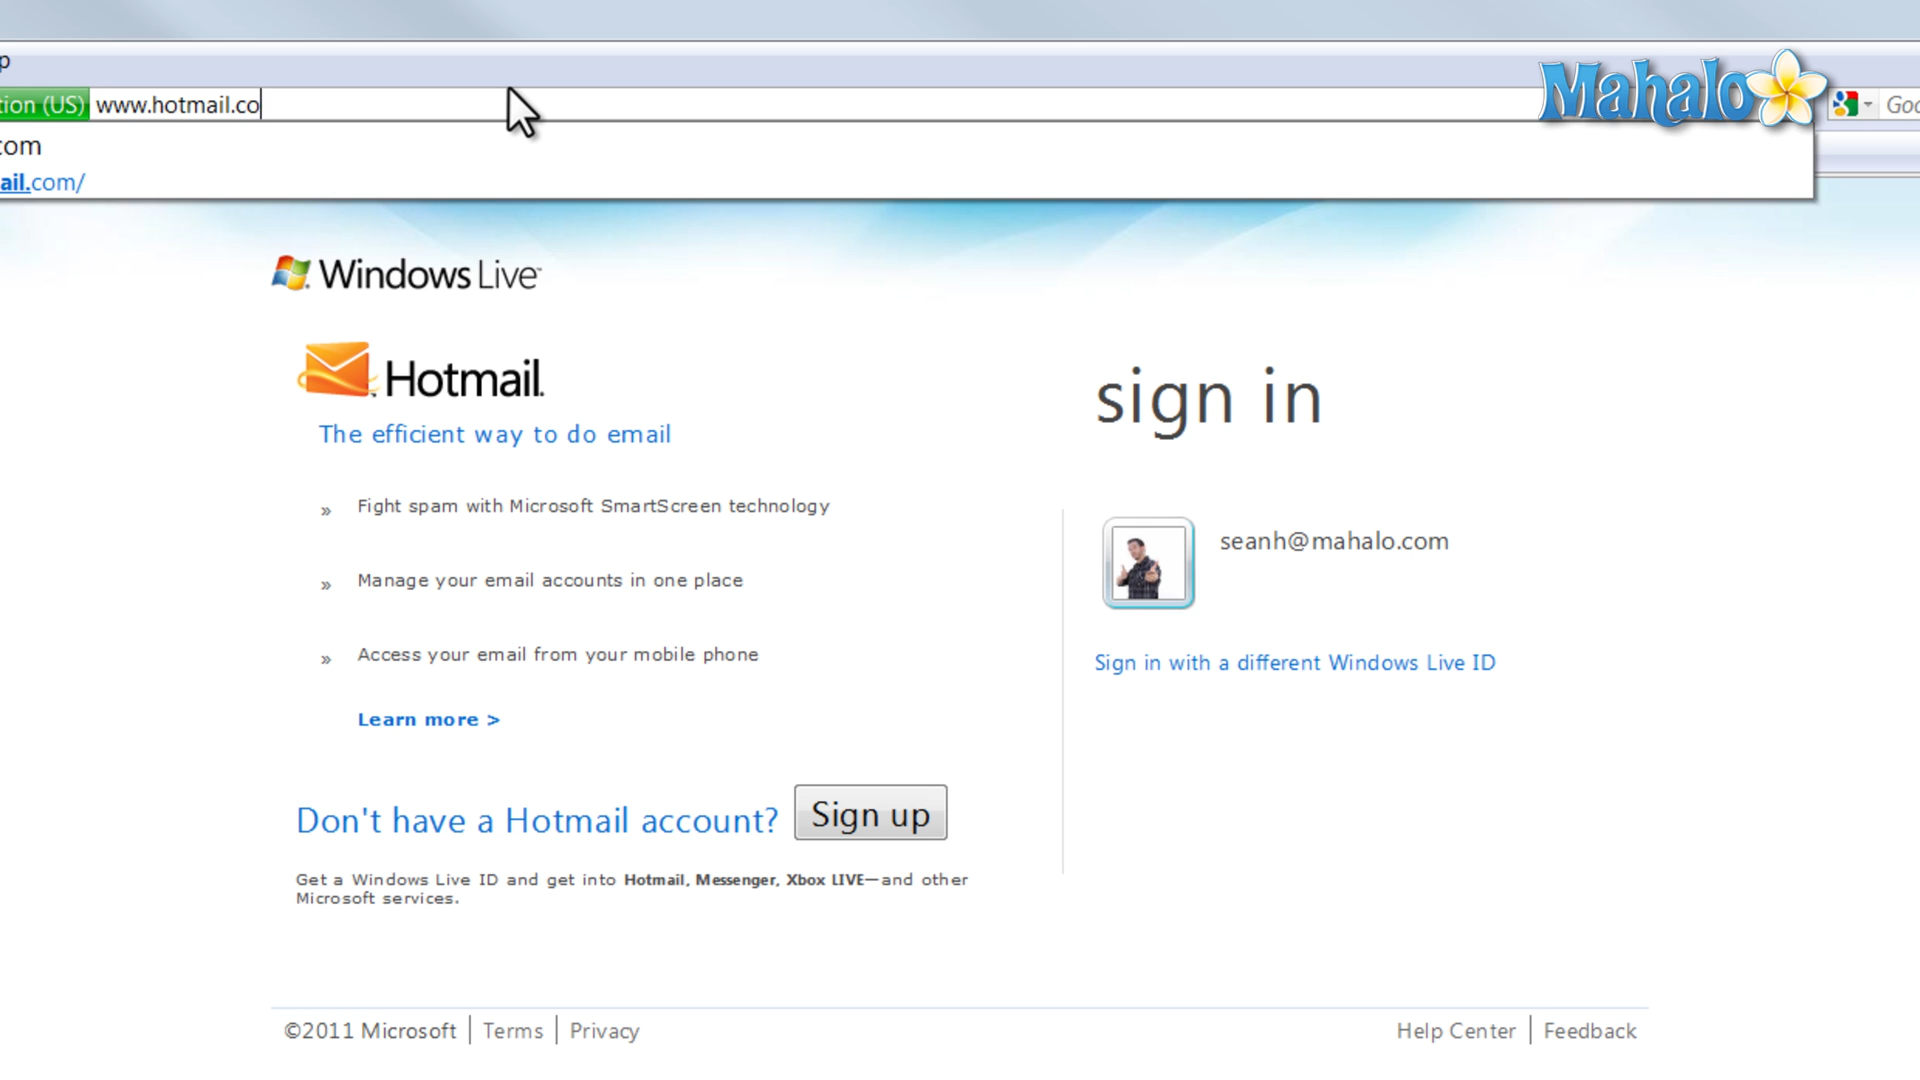 p
Mahalo
tion (US) www.hotmail.co
Goo
com
ail.com/
Windows Live
Hotmail.
The efficient way to do email
sign in
» Fight spam with Microsoft SmartScreen technology
seanh@mahalo.com
» Manage your email accounts in one place
» Access your email from your mobile phone
Sign in with a different Windows Live ID
Learn more >
Don't have a Hotmail account? Sign up
Get a Windows Live ID and get into Hotmail, Messenger, Xbox LIVE—and other
Microsoft services.
©2011 Microsoft | Terms | Privacy
Help Center | Feedback